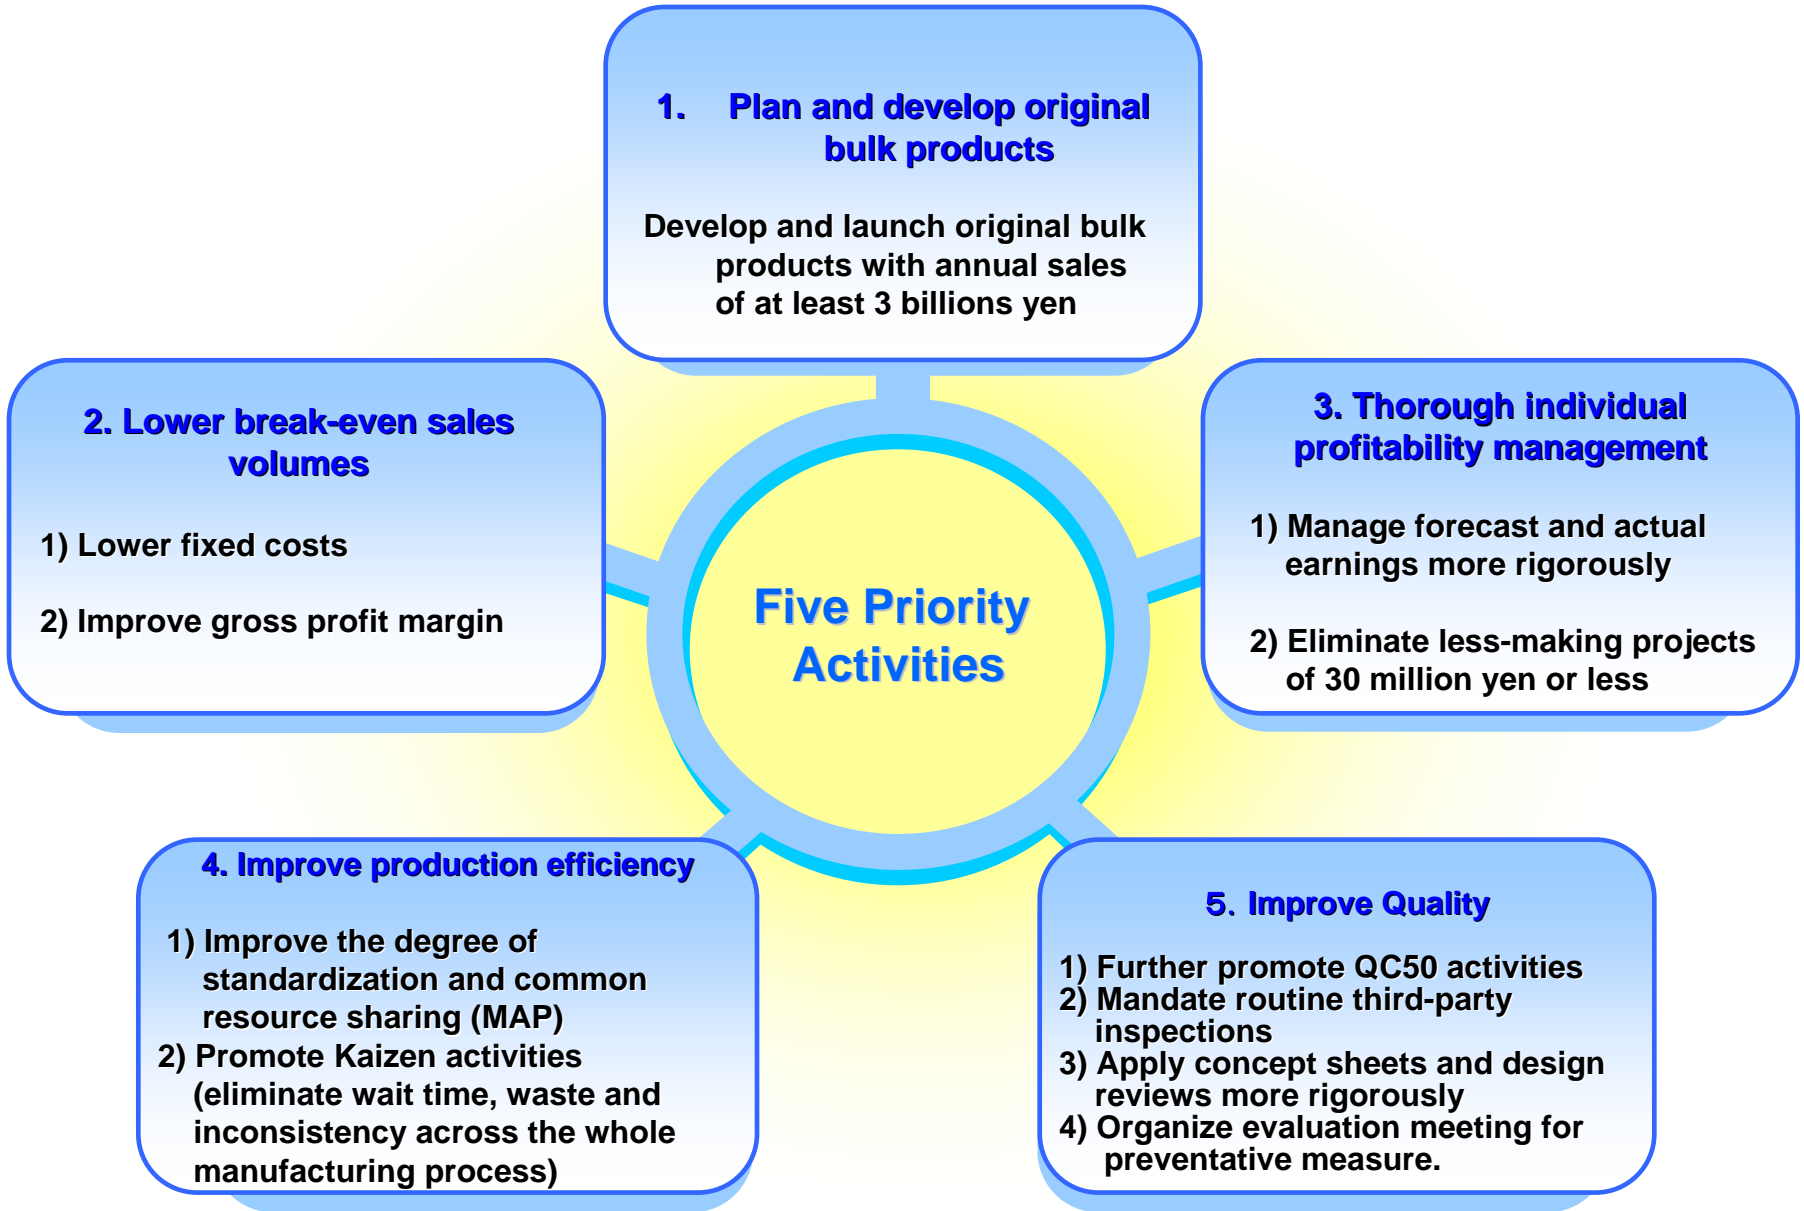 1. Plan and develop original
bulk products
Develop and launch original bulk
products with annual sales
of at least 3 billions yen
2. Lower break-even sales
volumes
1) Lower fixed costs
2) Improve gross profit margin
3. Thorough individual
profitability management
1) Manage forecast and actual
earnings more rigorously
2) Eliminate less-making projects
of 30 million yen or less
Five Priority
Activities
4. Improve production efficiency
1) Improve the degree of
standardization and common
resource sharing (MAP)
2) Promote Kaizen activities
(eliminate wait time, waste and
inconsistency across the whole
manufacturing process)
5. Improve Quality
1) Further promote QC50 activities
2) Mandate routine third-party
inspections
3) Apply concept sheets and design
reviews more rigorously
4) Organize evaluation meeting for
preventative measure.